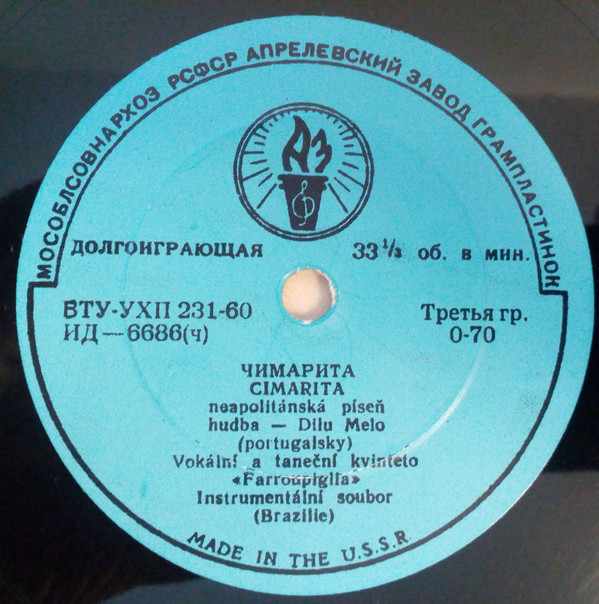 МОСОБЛСОВНАРХОЗ РСФСР АПРЕЛЕВСКИЙ ЗАВОД ГРАМПЛАСТИНОК
АЗ
ДОЛГОИГРАЮЩАЯ 33 1/3 об. в мин.
ВТУ-УХП 231-60 Третья гр.
ИД—6686(ч) 0-70
ЧИМАРИТА
CIMARITA
neapolitánská píseň
hudba — Dilu Melo
(portugalsky)
Vokální a taneční kvinteto
«Farroupiglia»
Instrumentální soubor
(Brazilie)
MADE IN THE U.S.S.R.